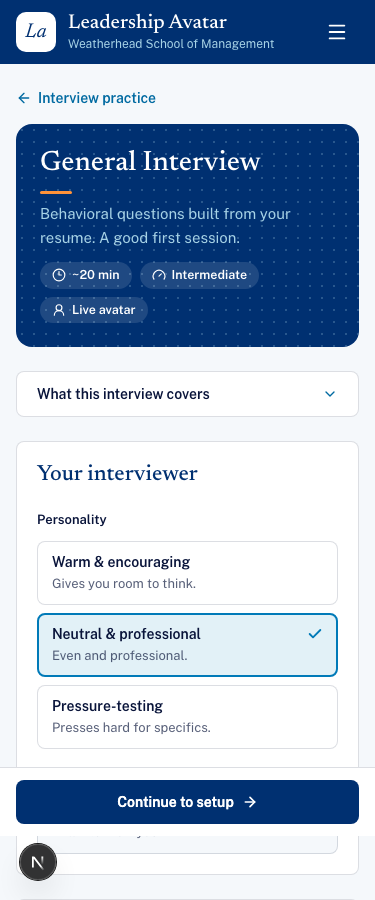 La
Leadership Avatar
Weatherhead School of Management
Interview practice
General Interview
Behavioral questions built from your
resume. A good first session.
~20 min
Intermediate
Live avatar
What this interview covers
Your interviewer
Personality
Warm & encouraging
Gives you room to think.
Neutral & professional
Even and professional.
Pressure-testing
Presses hard for specifics.
Continue to setup
N